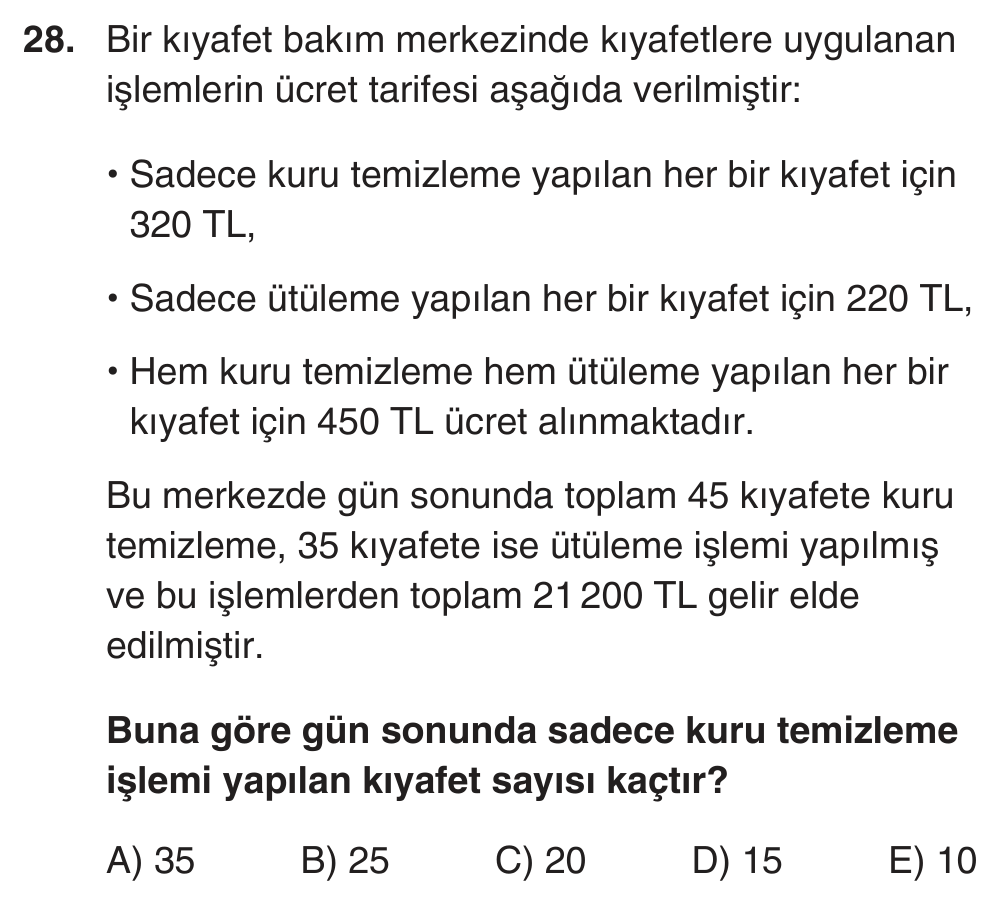 28. Bir kıyafet bakım merkezinde kıyafetlere uygulanan
işlemlerin ücret tarifesi aşağıda verilmiştir:
• Sadece kuru temizleme yapılan her bir kıyafet için
320 TL,
• Sadece ütüleme yapılan her bir kıyafet için 220 TL,
• Hem kuru temizleme hem ütüleme yapılan her bir
kıyafet için 450 TL ücret alınmaktadır.
Bu merkezde gün sonunda toplam 45 kıyafete kuru
temizleme, 35 kıyafete ise ütüleme işlemi yapılmış
ve bu işlemlerden toplam 21 200 TL gelir elde
edilmiştir.
Buna göre gün sonunda sadece kuru temizleme
işlemi yapılan kıyafet sayısı kaçtır?
A) 35 B) 25 C) 20 D) 15 E) 10